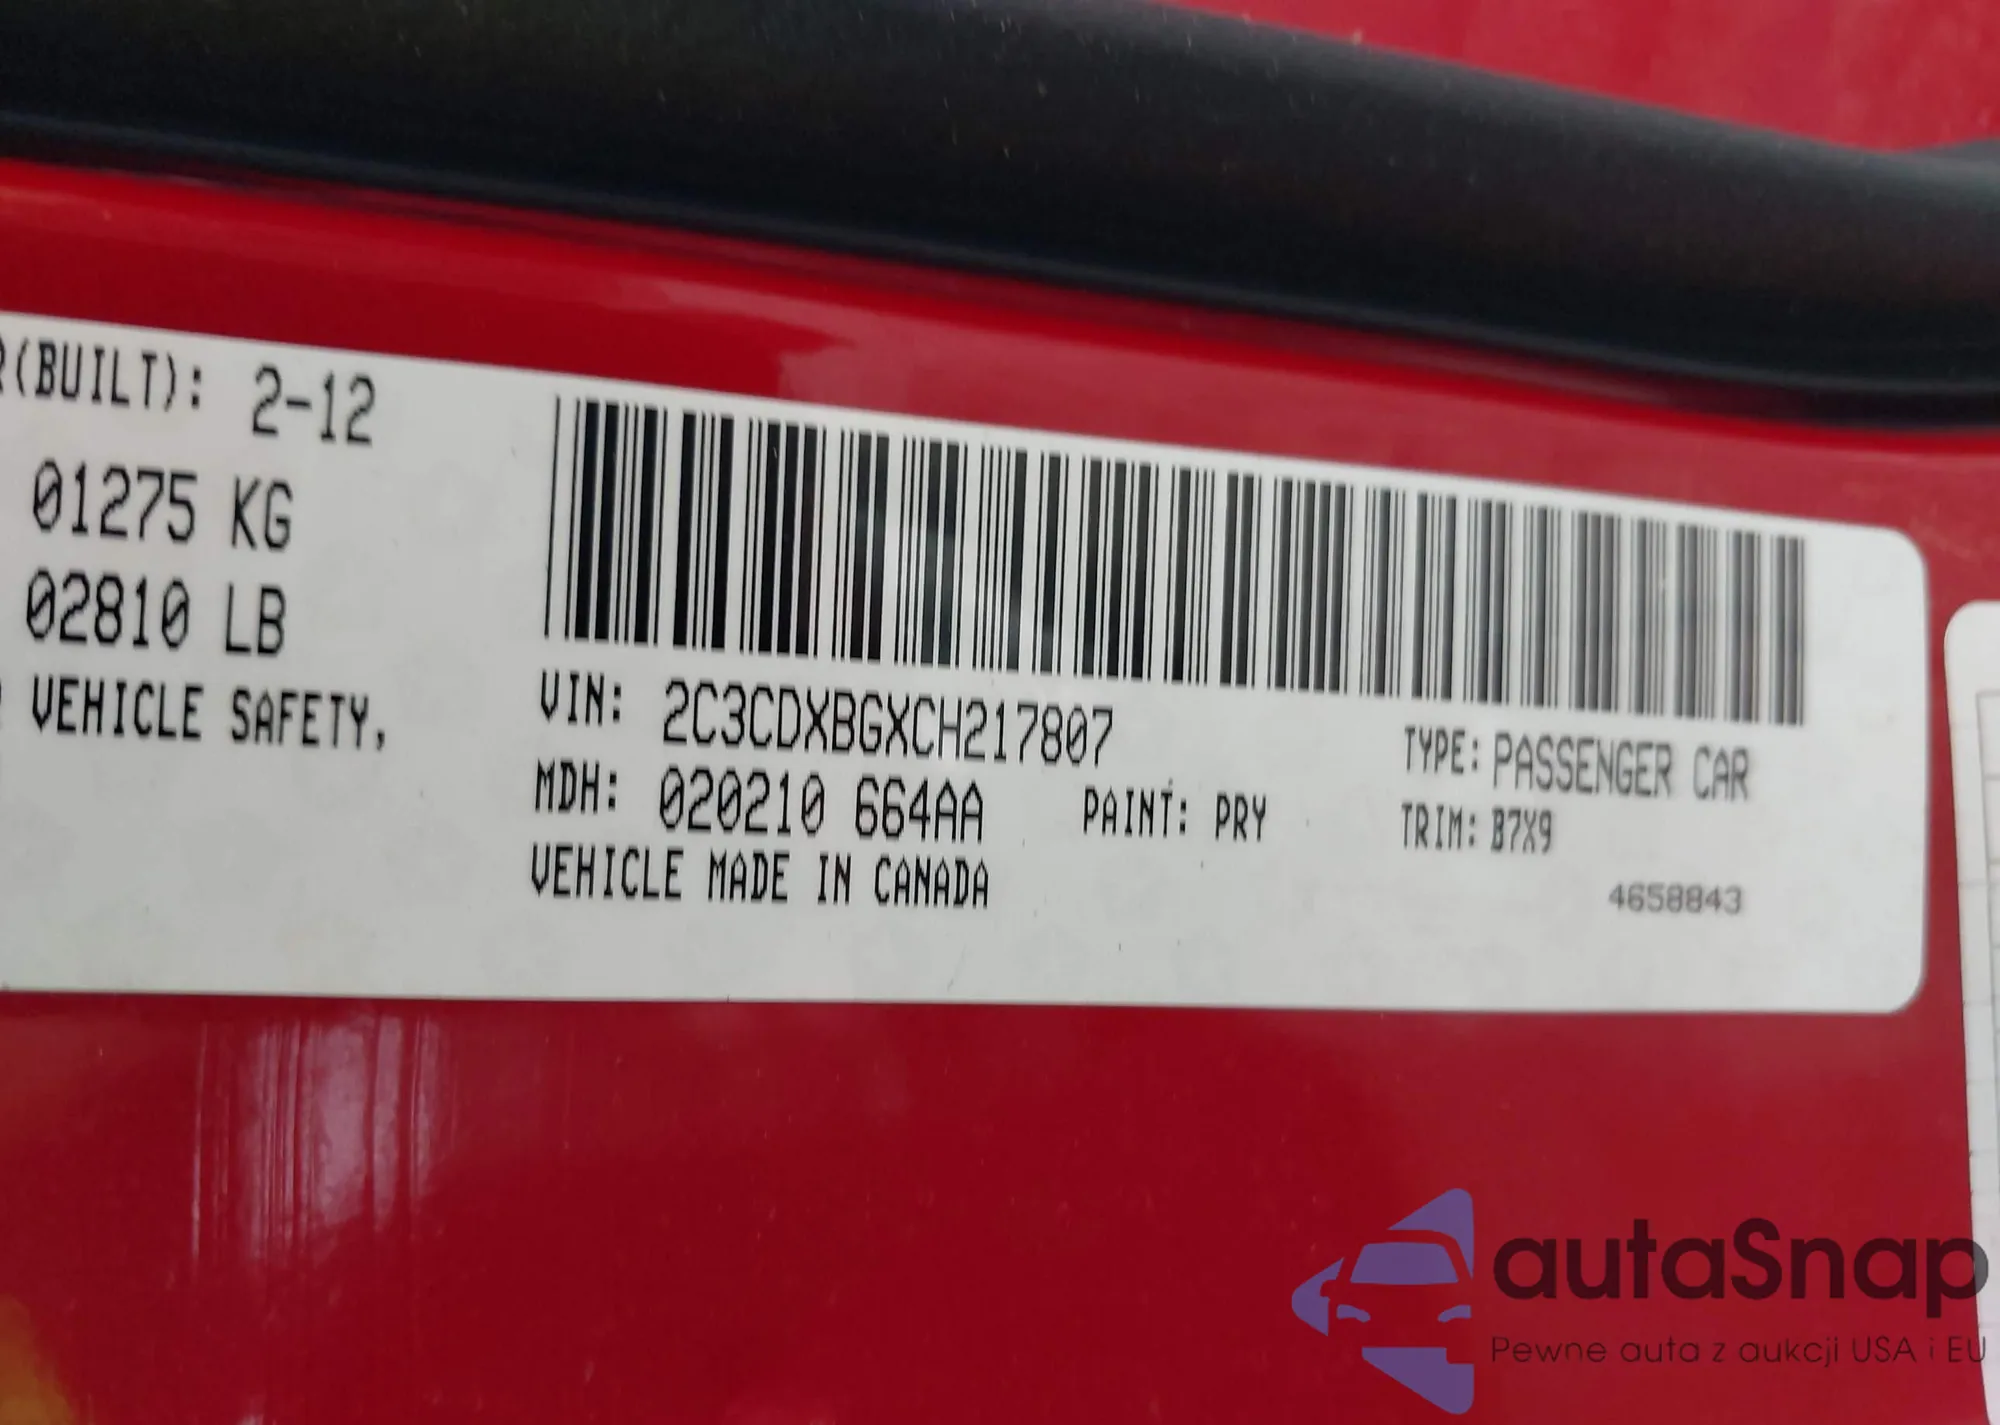 R(BUILT): 2-12
01275 KG
02810 LB
VEHICLE SAFETY,
VIN: 2C3CDXBGXCH217807
TYPE: PASSENGER CAR
MDH: 020210 664AA
PAINT: PRY
TRIM: B7X9
VEHICLE MADE IN CANADA
4658843
autaSnap
Pewne auta z aukcji USA i EU